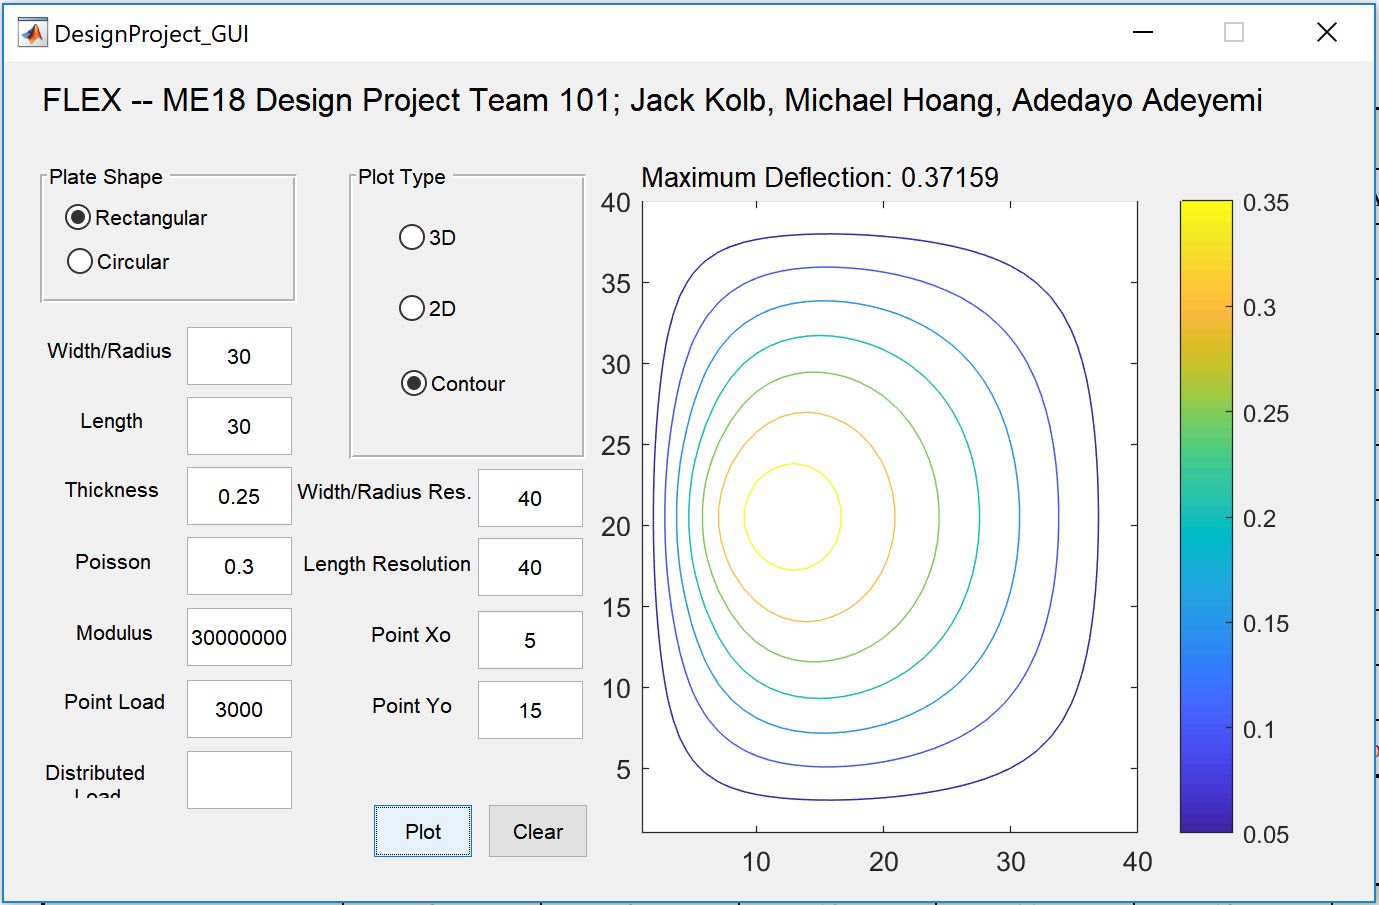 DesignProject_GUI
FLEX -- ME18 Design Project Team 101; Jack Kolb, Michael Hoang, Adedayo Adeyemi
Plate Shape
Rectangular
Circular
Width/Radius 30
Length 30
Thickness 0.25
Poisson 0.3
Modulus 30000000
Point Load 3000
Distributed
Load
Plot Type
3D
2D
Contour
Width/Radius Res. 40
Length Resolution 40
Point Xo 5
Point Yo 15
Plot Clear
Maximum Deflection: 0.37159
40
35
30
25
20
15
10
5
10 20 30 40
0.35
0.3
0.25
0.2
0.15
0.1
0.05